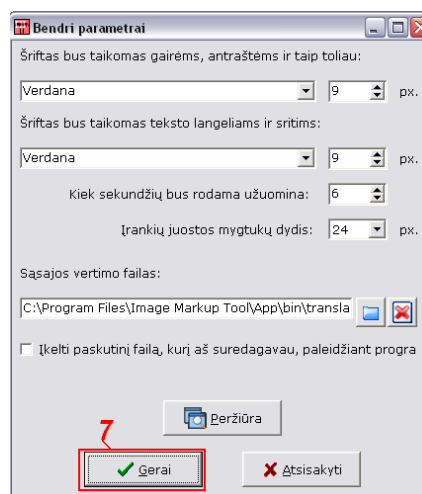 Bendri parametrai
Šriftas bus taikomas gairėms, antraštėms ir taip toliau:
Verdana 9 px.
Šriftas bus taikomas teksto langeliams ir sritims:
Verdana 9 px.
Kiek sekundžių bus rodama užuomina: 6
Įrankių juostos mygtukų dydis: 24 px.
Sąsajos vertimo failas:
C:\Program Files\Image Markup Tool\App\bin\transla
Įkelti paskutinį failą, kurį aš suredagavau, paleidžiant progra
Peržiūra
7
Gerai Atsisakyti